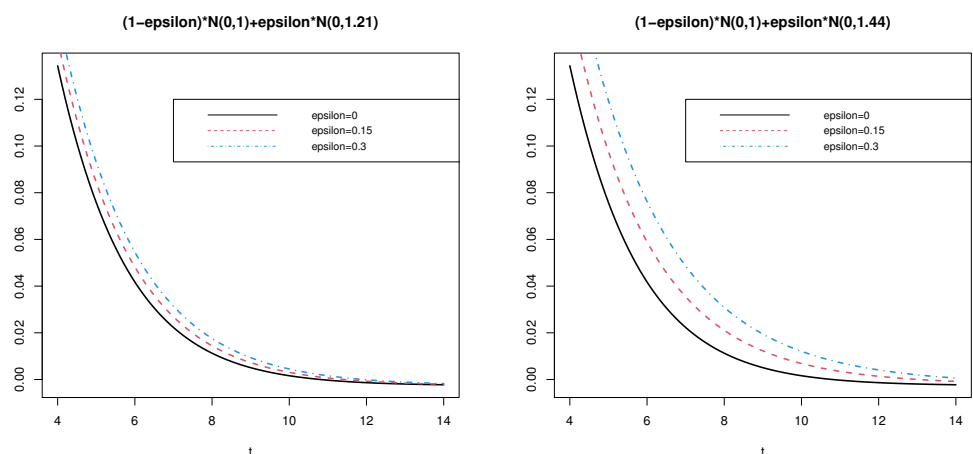 (1−epsilon)*N(0,1)+epsilon*N(0,1.21)
0.00 0.02 0.04 0.06 0.08 0.10 0.12
epsilon=0
epsilon=0.15
epsilon=0.3
4 6 8 10 12 14
t
(1−epsilon)*N(0,1)+epsilon*N(0,1.44)
0.00 0.02 0.04 0.06 0.08 0.10 0.12
epsilon=0
epsilon=0.15
epsilon=0.3
4 6 8 10 12 14
t